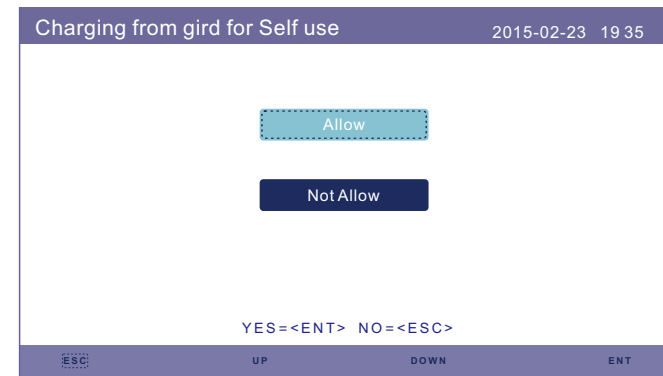 Charging from gird for Self use 2015-02-23 19 35
Allow
Not Allow
YES=<ENT> NO=<ESC>
ESC UP DOWN ENT